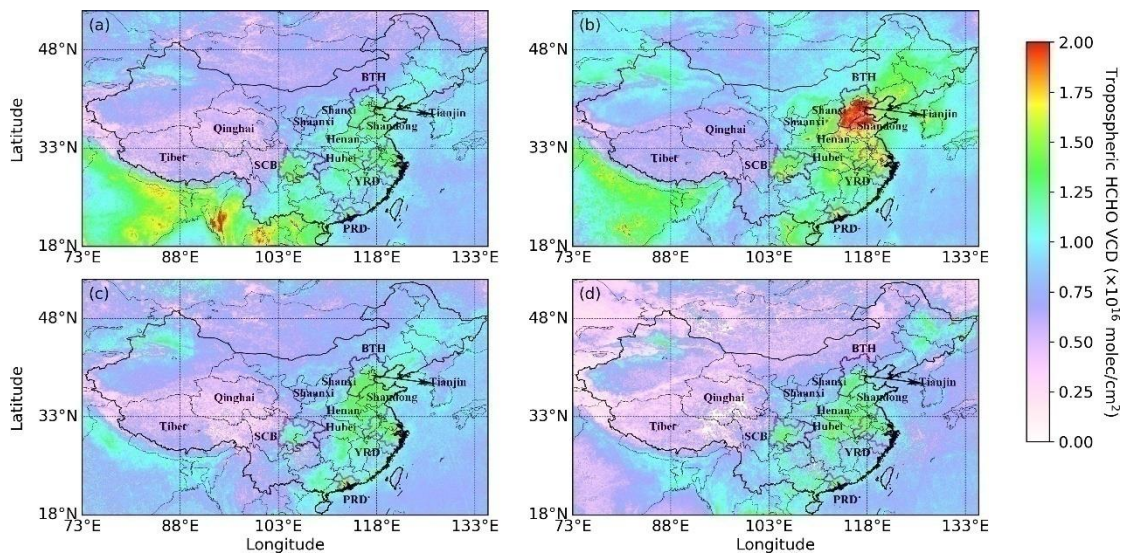 (a)
(b)
48°N
33°N
18°N
Latitude
BTH
Shanxi
Tianjin
Shaanxi
Shandong
Qinghai
Henan
Tibet
SCB
Hubei
YRD
PRD
73°E 88°E 103°E 118°E 133°E
48°N
33°N
18°N
BTH
Shanxi
Tianjin
Shaanxi
Shandong
Qinghai
Henan
Tibet
SCB
Hubei
YRD
PRD
73°E 88°E 103°E 118°E 133°E
(c)
(d)
48°N
33°N
18°N
Latitude
BTH
Shanxi
Tianjin
Shaanxi
Shandong
Qinghai
Henan
Tibet
SCB
Hubei
YRD
PRD
73°E 88°E 103°E 118°E 133°E
Longitude
48°N
33°N
18°N
BTH
Shanxi
Tianjin
Shaanxi
Shandong
Qinghai
Henan
Tibet
SCB
Hubei
YRD
PRD
73°E 88°E 103°E 118°E 133°E
Longitude
2.00
1.75
1.50
1.25
1.00
0.75
0.50
0.25
0.00
Tropospheric HCHO VCD (×10¹⁶ molec/cm²)